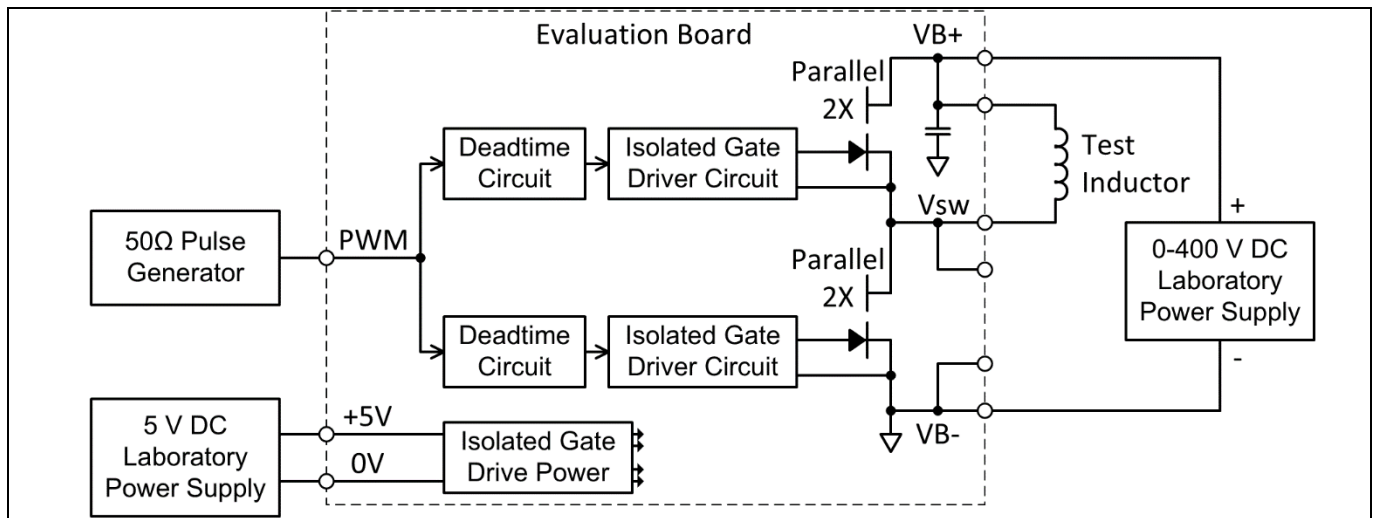 Evaluation Board
VB+
Parallel
2X
Deadtime
Circuit
Isolated Gate
Driver Circuit
Test
Inductor
Vsw
+
50Ω Pulse
Generator
PWM
Parallel
2X
0-400 V DC
Laboratory
Power Supply
Deadtime
Circuit
Isolated Gate
Driver Circuit
-
5 V DC
Laboratory
Power Supply
+5V
0V
Isolated Gate
Drive Power
VB-